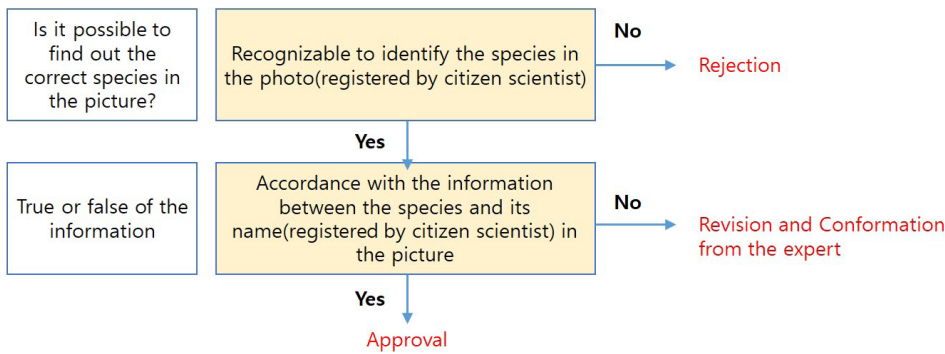 Is it possible to
find out the
correct species in
the picture?
Recognizable to identify the species in
the photo(registered by citizen scientist)
No
Rejection
Yes
True or false of the
information
Accordance with the information
between the species and its
name(registered by citizen scientist) in
the picture
No
Revision and Conformation
from the expert
Yes
Approval